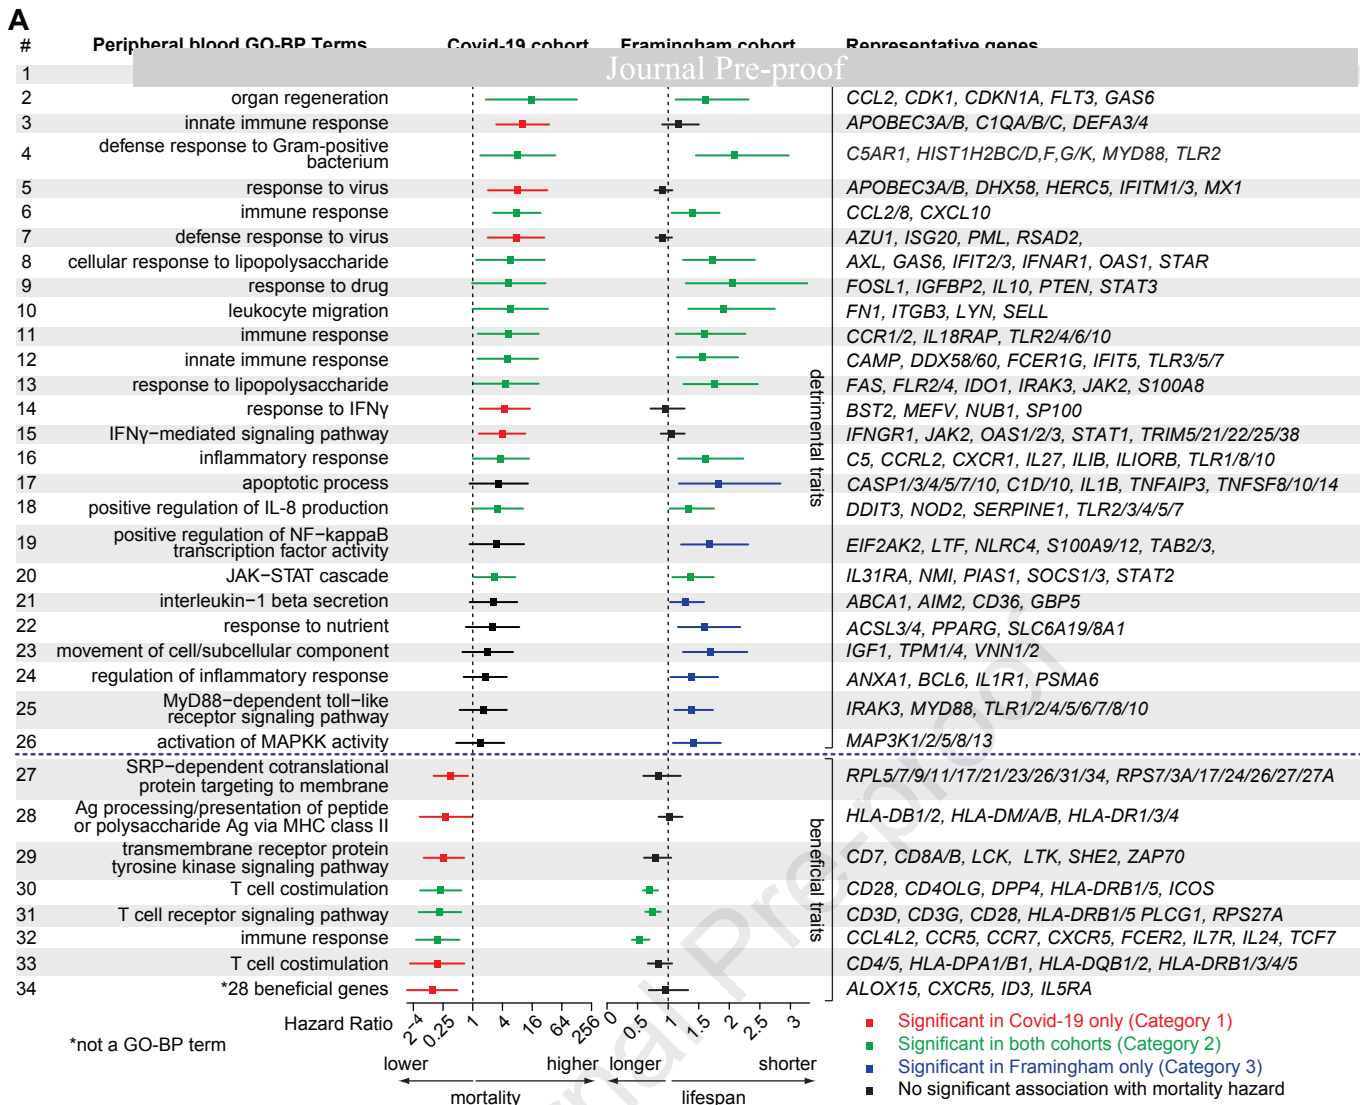 A
# Peripheral blood GO-BP Terms Covid-19 cohort Framingham cohort Representative genes
Journal Pre-proof
1
2 organ regeneration CCL2, CDK1, CDKN1A, FLT3, GAS6
3 innate immune response APOBEC3A/B, C1QA/B/C, DEFA3/4
4 defense response to Gram-positive
bacterium C5AR1, HIST1H2BC/D,F,G/K, MYD88, TLR2
5 response to virus APOBEC3A/B, DHX58, HERC5, IFITM1/3, MX1
6 immune response CCL2/8, CXCL10
7 defense response to virus AZU1, ISG20, PML, RSAD2,
8 cellular response to lipopolysaccharide AXL, GAS6, IFIT2/3, IFNAR1, OAS1, STAR
9 response to drug FOSL1, IGFBP2, IL10, PTEN, STAT3
10 leukocyte migration FN1, ITGB3, LYN, SELL
11 immune response CCR1/2, IL18RAP, TLR2/4/6/10
12 innate immune response CAMP, DDX58/60, FCER1G, IFIT5, TLR3/5/7
13 response to lipopolysaccharide FAS, FLR2/4, IDO1, IRAK3, JAK2, S100A8
14 response to IFNγ BST2, MEFV, NUB1, SP100
15 IFNγ−mediated signaling pathway IFNGR1, JAK2, OAS1/2/3, STAT1, TRIM5/21/22/25/38
16 inflammatory response C5, CCRL2, CXCR1, IL27, ILIB, ILIORB, TLR1/8/10
17 apoptotic process CASP1/3/4/5/7/10, C1D/10, IL1B, TNFAIP3, TNFSF8/10/14
18 positive regulation of IL-8 production DDIT3, NOD2, SERPINE1, TLR2/3/4/5/7
19 positive regulation of NF−kappaB
transcription factor activity EIF2AK2, LTF, NLRC4, S100A9/12, TAB2/3,
20 JAK−STAT cascade IL31RA, NMI, PIAS1, SOCS1/3, STAT2
21 interleukin−1 beta secretion ABCA1, AIM2, CD36, GBP5
22 response to nutrient ACSL3/4, PPARG, SLC6A19/8A1
23 movement of cell/subcellular component IGF1, TPM1/4, VNN1/2
24 regulation of inflammatory response ANXA1, BCL6, IL1R1, PSMA6
25 MyD88−dependent toll−like
receptor signaling pathway IRAK3, MYD88, TLR1/2/4/5/6/7/8/10
26 activation of MAPKK activity MAP3K1/2/5/8/13
detrimental traits
27 SRP−dependent cotranslational
protein targeting to membrane RPL5/7/9/11/17/21/23/26/31/34, RPS7/3A/17/24/26/27/27A
28 Ag processing/presentation of peptide
or polysaccharide Ag via MHC class II HLA-DB1/2, HLA-DM/A/B, HLA-DR1/3/4
29 transmembrane receptor protein
tyrosine kinase signaling pathway CD7, CD8A/B, LCK, LTK, SHE2, ZAP70
30 T cell costimulation CD28, CD4OLG, DPP4, HLA-DRB1/5, ICOS
31 T cell receptor signaling pathway CD3D, CD3G, CD28, HLA-DRB1/5 PLCG1, RPS27A
32 immune response CCL4L2, CCR5, CCR7, CXCR5, FCER2, IL7R, IL24, TCF7
33 T cell costimulation CD4/5, HLA-DPA1/B1, HLA-DQB1/2, HLA-DRB1/3/4/5
34 *28 beneficial genes ALOX15, CXCR5, ID3, IL5RA
beneficial traits
Hazard Ratio 2−4 0.25 1 4 16 64 256 0 0.5 1 1.5 2 2.5 3
*not a GO-BP term
lower higher longer shorter
mortality lifespan
Significant in Covid-19 only (Category 1)
Significant in both cohorts (Category 2)
Significant in Framingham only (Category 3)
No significant association with mortality hazard
rnal Pre-proof